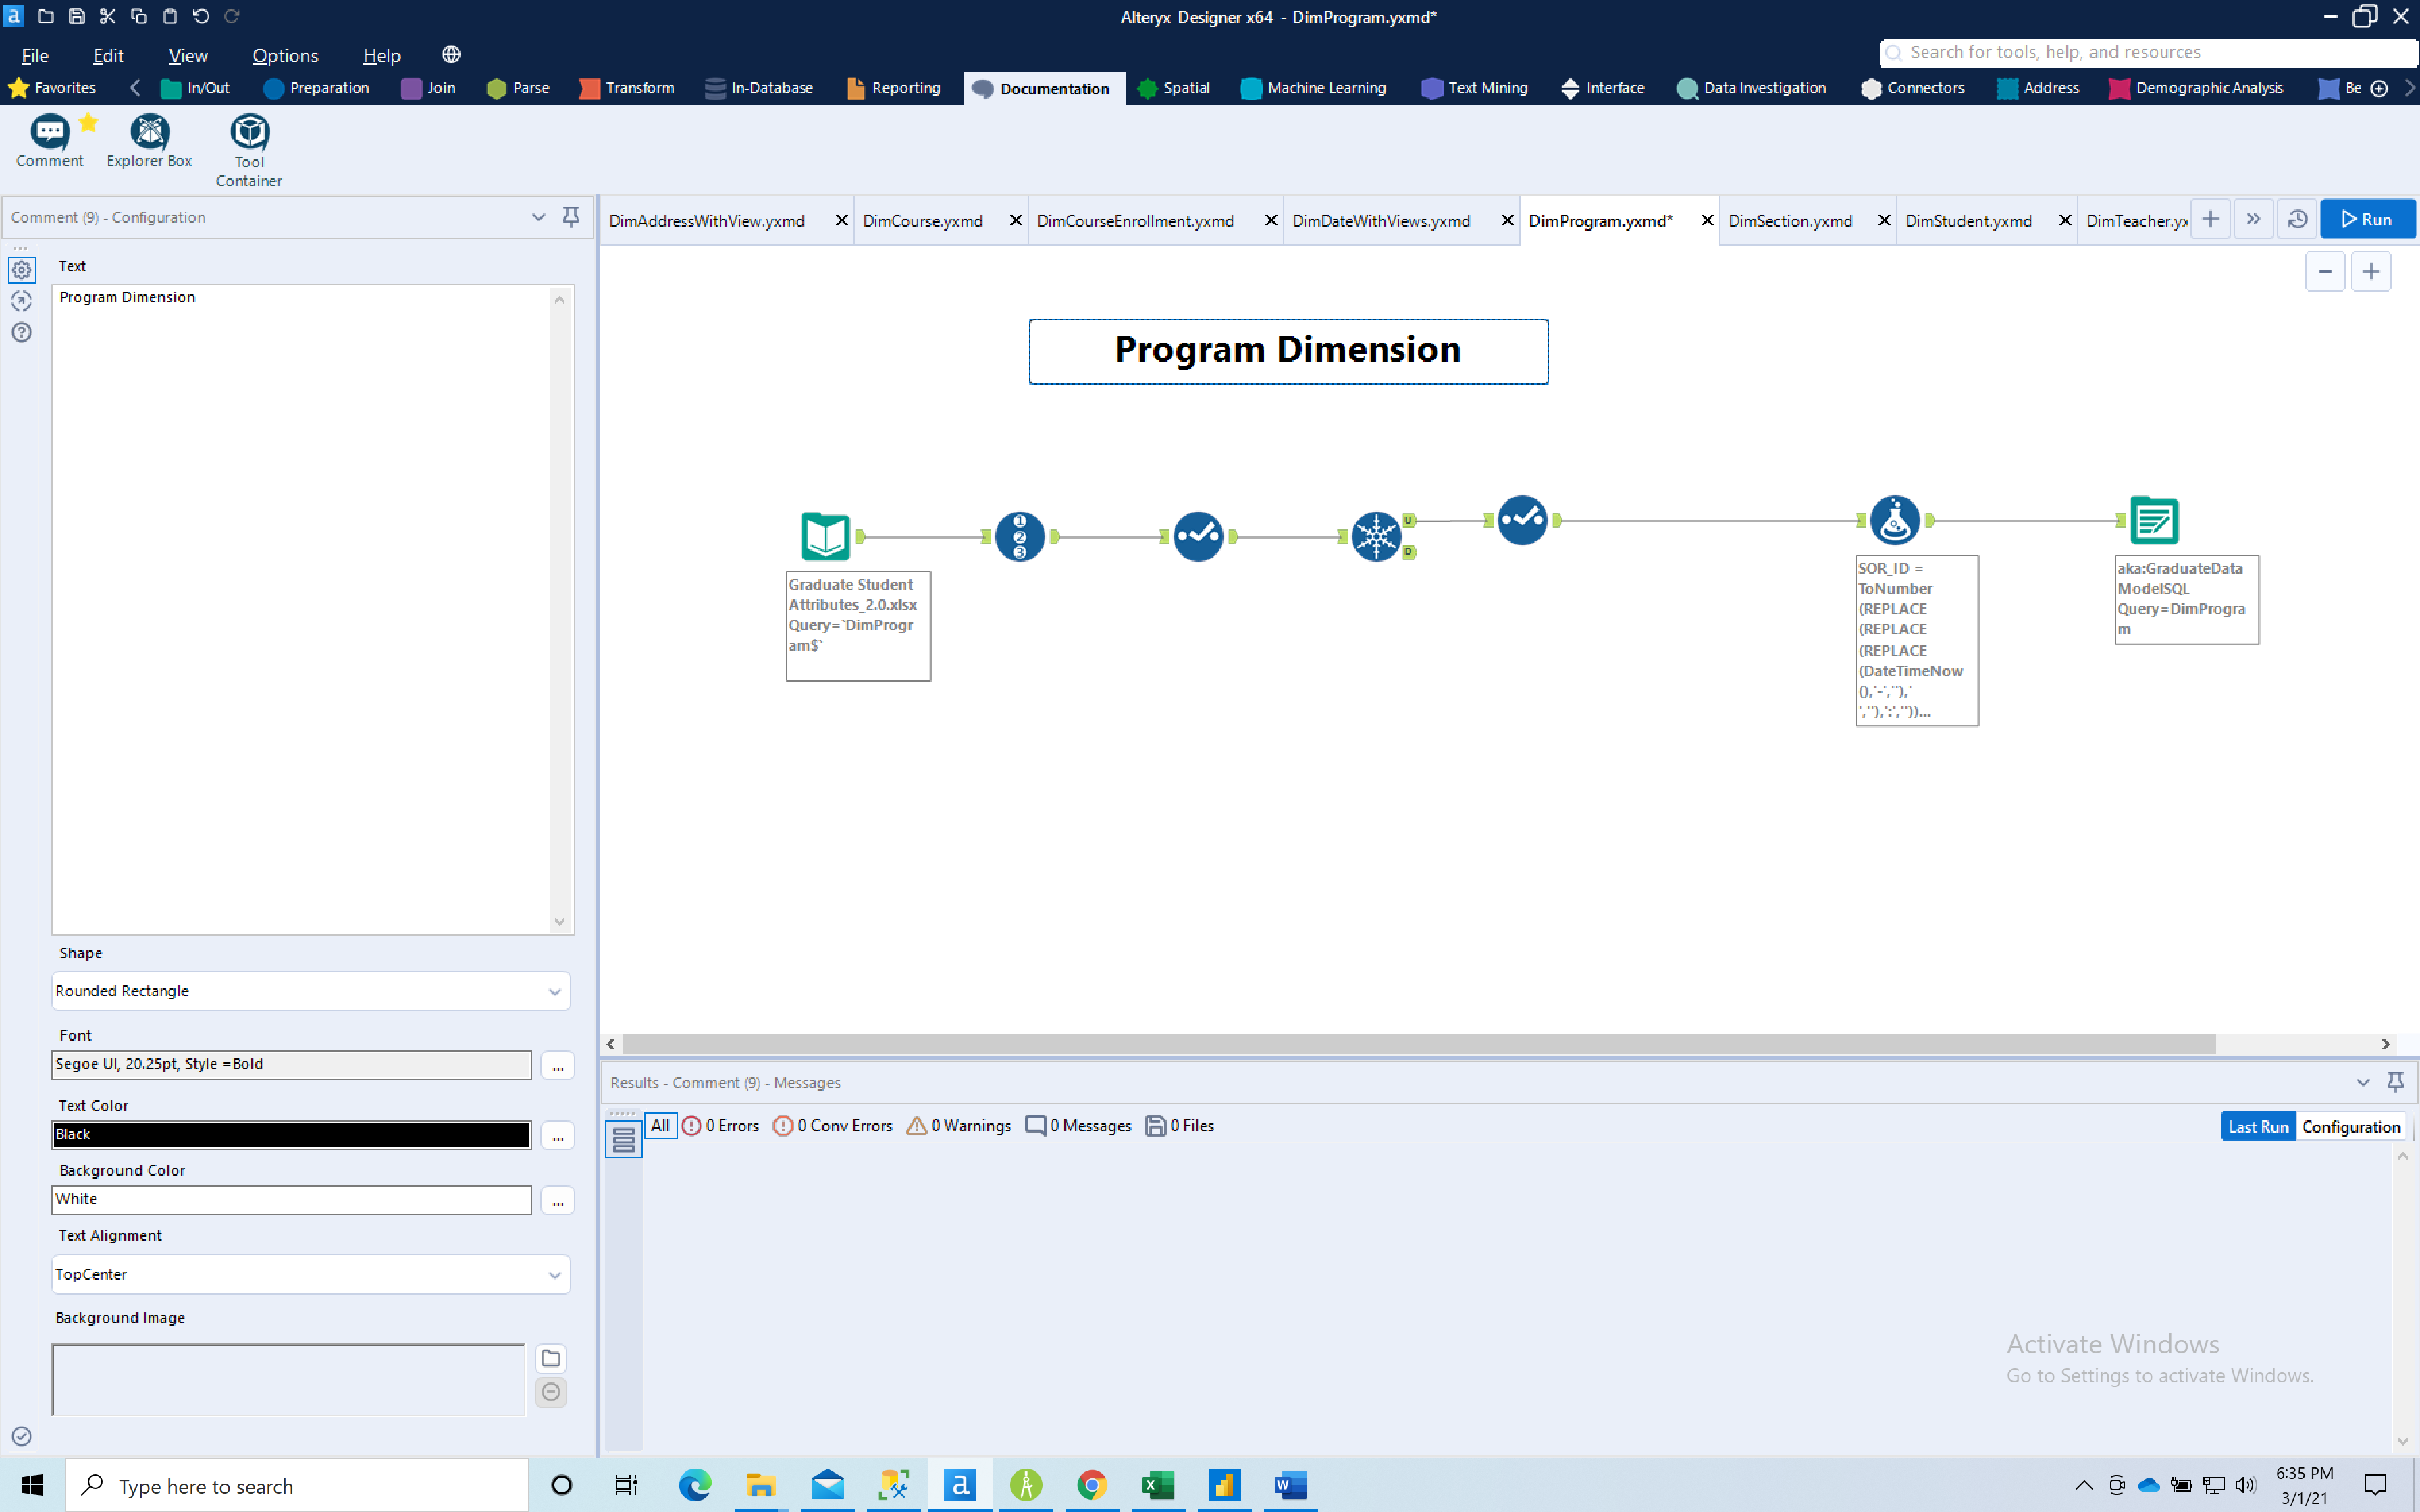 Alteryx Designer x64 - DimProgram.yxmd*
File Edit View Options Help
Search for tools, help, and resources
Favorites In/Out Preparation Join Parse Transform In-Database Reporting Documentation Spatial Machine Learning Text Mining Interface Data Investigation Connectors Address Demographic Analysis Be
Comment
Explorer Box
Tool
Container
Comment (9) - Configuration
DimAddressWithView.yxmd DimCourse.yxmd DimCourseEnrollment.yxmd DimDateWithViews.yxmd DimProgram.yxmd* DimSection.yxmd DimStudent.yxmd DimTeacher.yx
Run
Text
Program Dimension
Shape
Rounded Rectangle
Font
Segoe UI, 20.25pt, Style =Bold
...
Text Color
Black
...
Background Color
White
...
Text Alignment
TopCenter
Background Image
Program Dimension
1
2
3
U
D
Graduate Student
Attributes_2.0.xlsx
Query=`DimProgr
am$`
SOR_ID =
ToNumber
(REPLACE
(REPLACE
(REPLACE
(DateTimeNow
(),'-',''),'
',''),':',''))...
aka:GraduateData
ModelSQL
Query=DimProgra
m
Results - Comment (9) - Messages
All 0 Errors 0 Conv Errors 0 Warnings 0 Messages 0 Files
Last Run Configuration
Activate Windows
Go to Settings to activate Windows.
Type here to search
6:35 PM
3/1/21